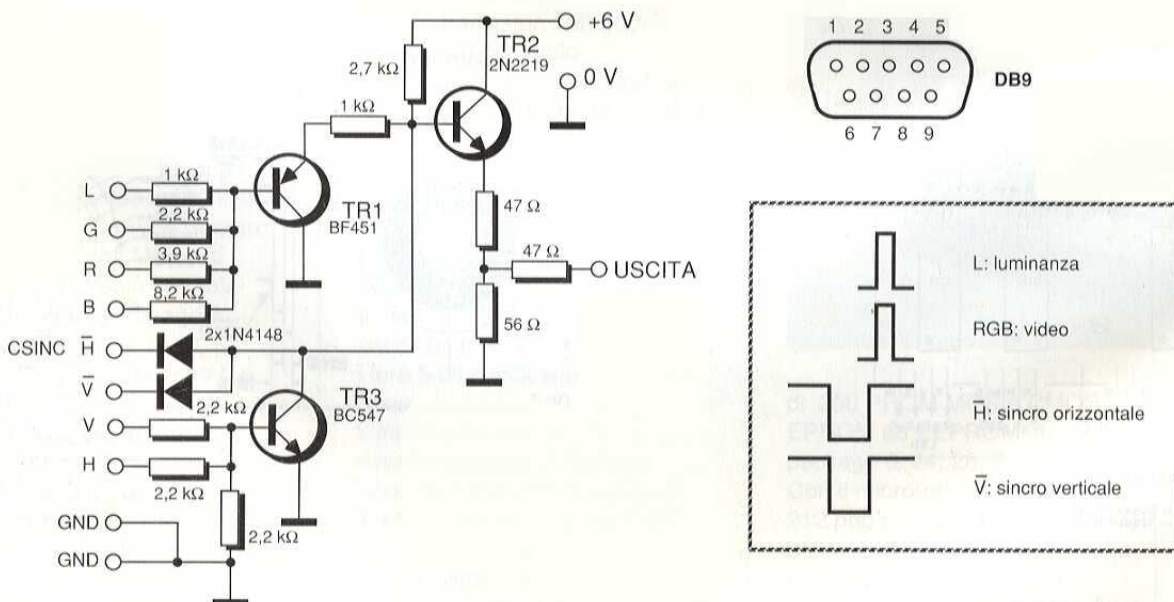 +6 V
TR2
2N2219
2,7 kΩ
0 V
1 kΩ
1 2 3 4 5
DB9
6 7 8 9
L
1 kΩ
TR1
BF451
G
2,2 kΩ
R
3,9 kΩ
B
8,2 kΩ
47 Ω
47 Ω
USCITA
56 Ω
2x1N4148
CSINC H̅
V̅
TR3
BC547
V
2,2 kΩ
H
2,2 kΩ
GND
2,2 kΩ
GND
L: luminanza
RGB: video
H̅: sincro orizzontale
V̅: sincro verticale